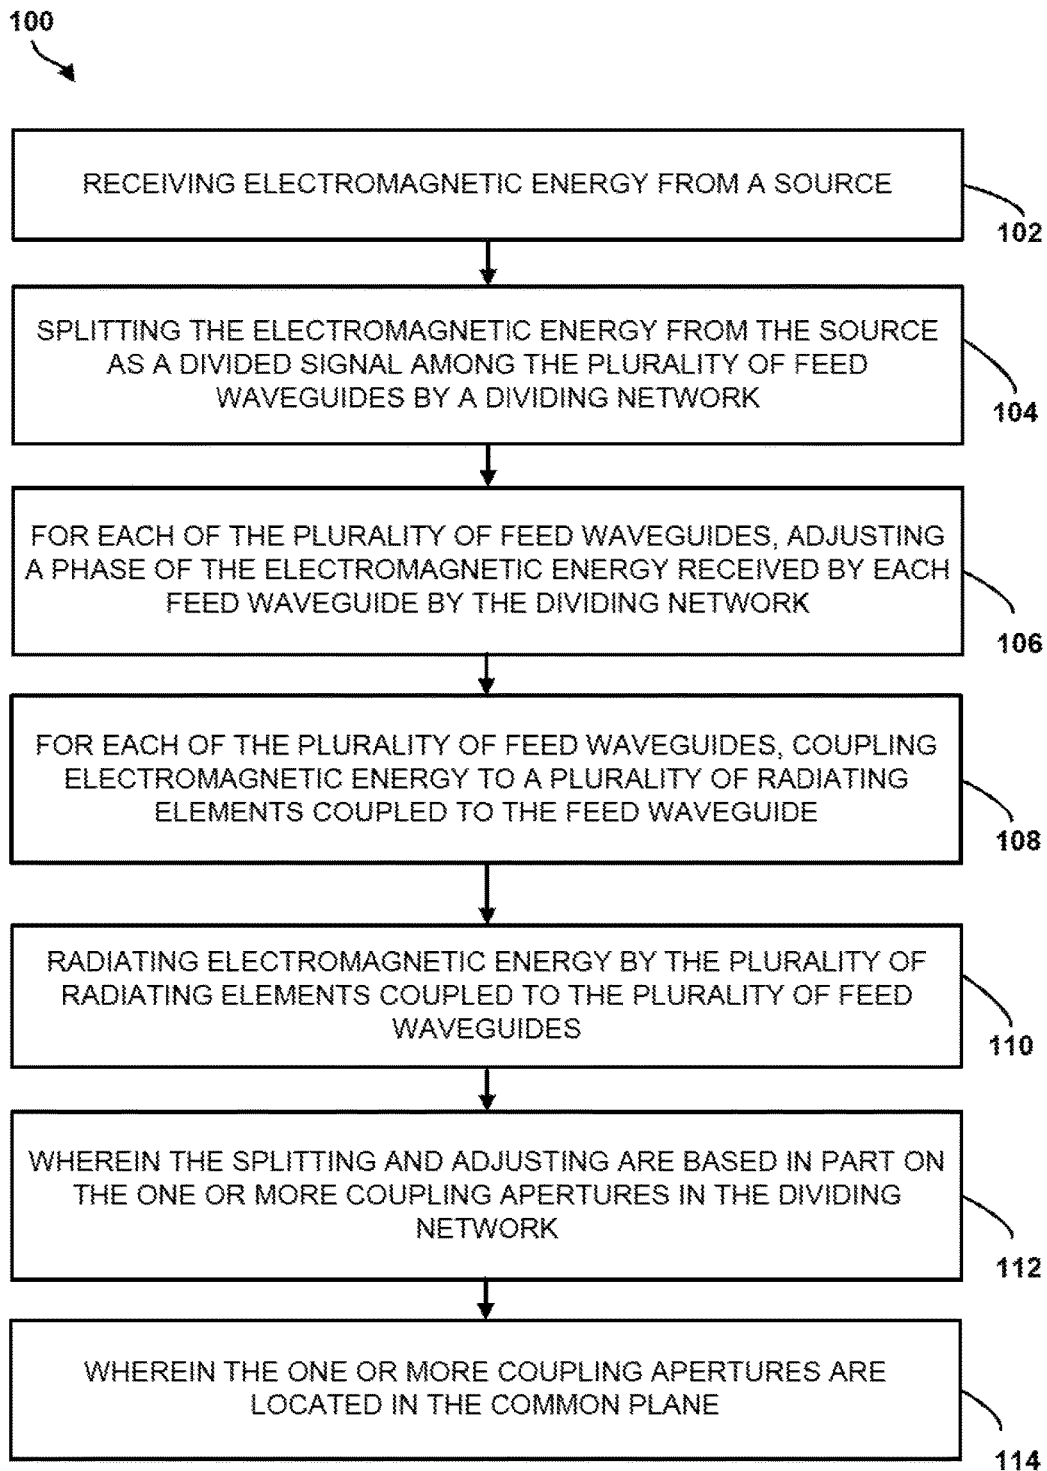 100
RECEIVING ELECTROMAGNETIC ENERGY FROM A SOURCE
102
SPLITTING THE ELECTROMAGNETIC ENERGY FROM THE SOURCE
AS A DIVIDED SIGNAL AMONG THE PLURALITY OF FEED
WAVEGUIDES BY A DIVIDING NETWORK
104
FOR EACH OF THE PLURALITY OF FEED WAVEGUIDES, ADJUSTING
A PHASE OF THE ELECTROMAGNETIC ENERGY RECEIVED BY EACH
FEED WAVEGUIDE BY THE DIVIDING NETWORK
106
FOR EACH OF THE PLURALITY OF FEED WAVEGUIDES, COUPLING
ELECTROMAGNETIC ENERGY TO A PLURALITY OF RADIATING
ELEMENTS COUPLED TO THE FEED WAVEGUIDE
108
RADIATING ELECTROMAGNETIC ENERGY BY THE PLURALITY OF
RADIATING ELEMENTS COUPLED TO THE PLURALITY OF FEED
WAVEGUIDES
110
WHEREIN THE SPLITTING AND ADJUSTING ARE BASED IN PART ON
THE ONE OR MORE COUPLING APERTURES IN THE DIVIDING
NETWORK
112
WHEREIN THE ONE OR MORE COUPLING APERTURES ARE
LOCATED IN THE COMMON PLANE
114